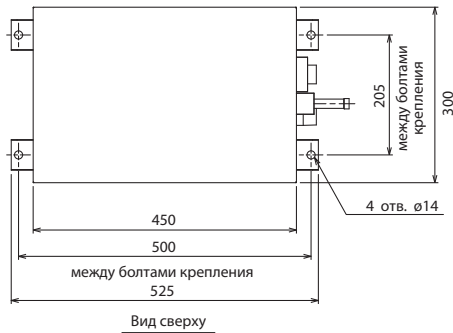 205
между болтами
крепления
300
4 отв. ø14
450
500
между болтами крепления
525
Вид сверху